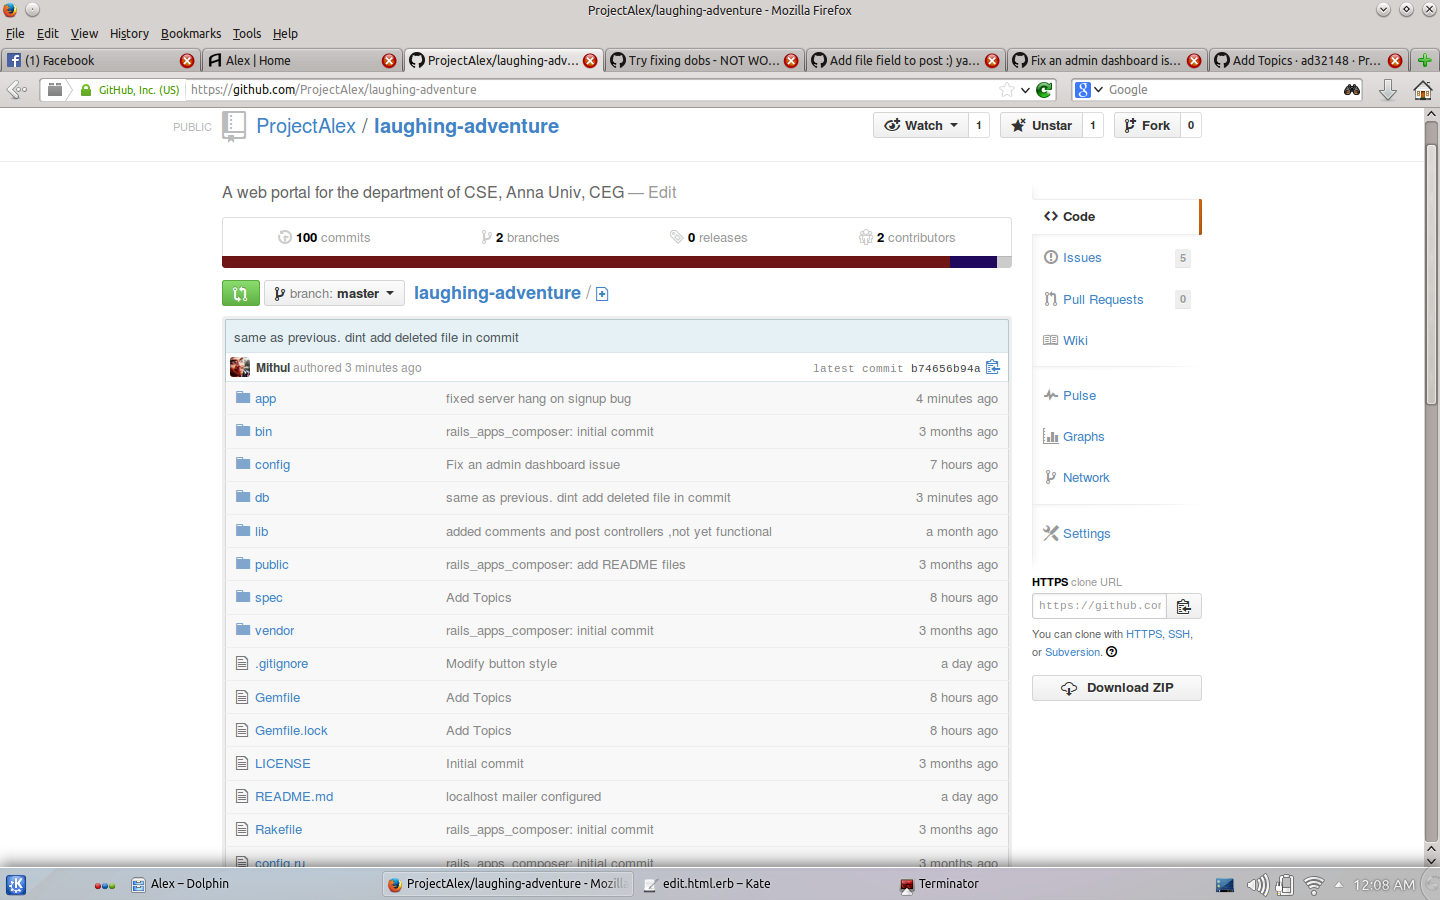 ProjectAlex/laughing-adventure - Mozilla Firefox
File Edit View History Bookmarks Tools Help
(1) Facebook
Alex | Home
ProjectAlex/laughing-adv...
Try fixing dobs - NOT WO...
Add file field to post :) ya...
Fix an admin dashboard is...
Add Topics · ad32148 · Pr...
GitHub, Inc. (US) https://github.com/ProjectAlex/laughing-adventure Google
PUBLIC ProjectAlex / laughing-adventure Watch 1 Unstar 1 Fork 0
A web portal for the department of CSE, Anna Univ, CEG — Edit
100 commits 2 branches 0 releases 2 contributors
branch: master laughing-adventure /
same as previous. dint add deleted file in commit
Mithul authored 3 minutes ago latest commit b74656b94a
app fixed server hang on signup bug 4 minutes ago
bin rails_apps_composer: initial commit 3 months ago
config Fix an admin dashboard issue 7 hours ago
db same as previous. dint add deleted file in commit 3 minutes ago
lib added comments and post controllers ,not yet functional a month ago
public rails_apps_composer: add README files 3 months ago
spec Add Topics 8 hours ago
vendor rails_apps_composer: initial commit 3 months ago
.gitignore Modify button style a day ago
Gemfile Add Topics 8 hours ago
Gemfile.lock Add Topics 8 hours ago
LICENSE Initial commit 3 months ago
README.md localhost mailer configured a day ago
Rakefile rails_apps_composer: initial commit 3 months ago
config.ru rails_apps_composer: initial commit 3 months ago
Code
Issues 5
Pull Requests 0
Wiki
Pulse
Graphs
Network
Settings
HTTPS clone URL
https://github.con
You can clone with HTTPS, SSH,
or Subversion.
Download ZIP
Alex – Dolphin
ProjectAlex/laughing-adventure - Mozilla
edit.html.erb – Kate
Terminator
12:08 AM